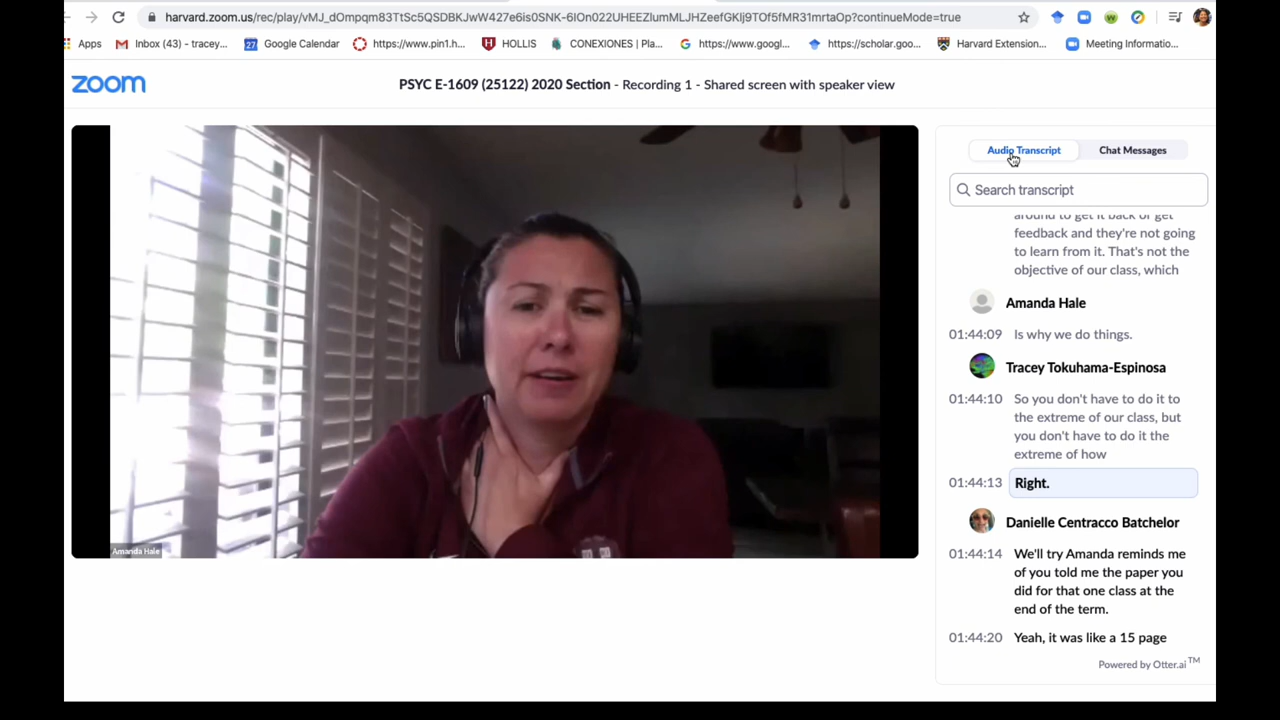 harvard.zoom.us/rec/play/vMJ_dOmpqm83TtSc5QSDBKJwW427e6is0SNK-6IOn022UHEEZlumMLJHZeefGKlj9TOf5fMR31mrtaOp?continueMode=true
Apps
Inbox (43) - tracey...
27
Google Calendar
https://www.pin1.h...
HOLLIS
CONEXIONES | Pla...
https://www.googl...
https://scholar.goo...
Harvard Extension...
Meeting Informatio...
zoom
PSYC E-1609 (25122) 2020 Section - Recording 1 - Shared screen with speaker view
Amanda Hale
Audio Transcript
Chat Messages
Search transcript
around to get it back or get
feedback and they're not going
to learn from it. That's not the
objective of our class, which
Amanda Hale
01:44:09 Is why we do things.
Tracey Tokuhama-Espinosa
01:44:10 So you don't have to do it to
the extreme of our class, but
you don't have to do it the
extreme of how
01:44:13 Right.
Danielle Centracco Batchelor
01:44:14 We'll try Amanda reminds me
of you told me the paper you
did for that one class at the
end of the term.
01:44:20 Yeah, it was like a 15 page
Powered by Otter.ai TM